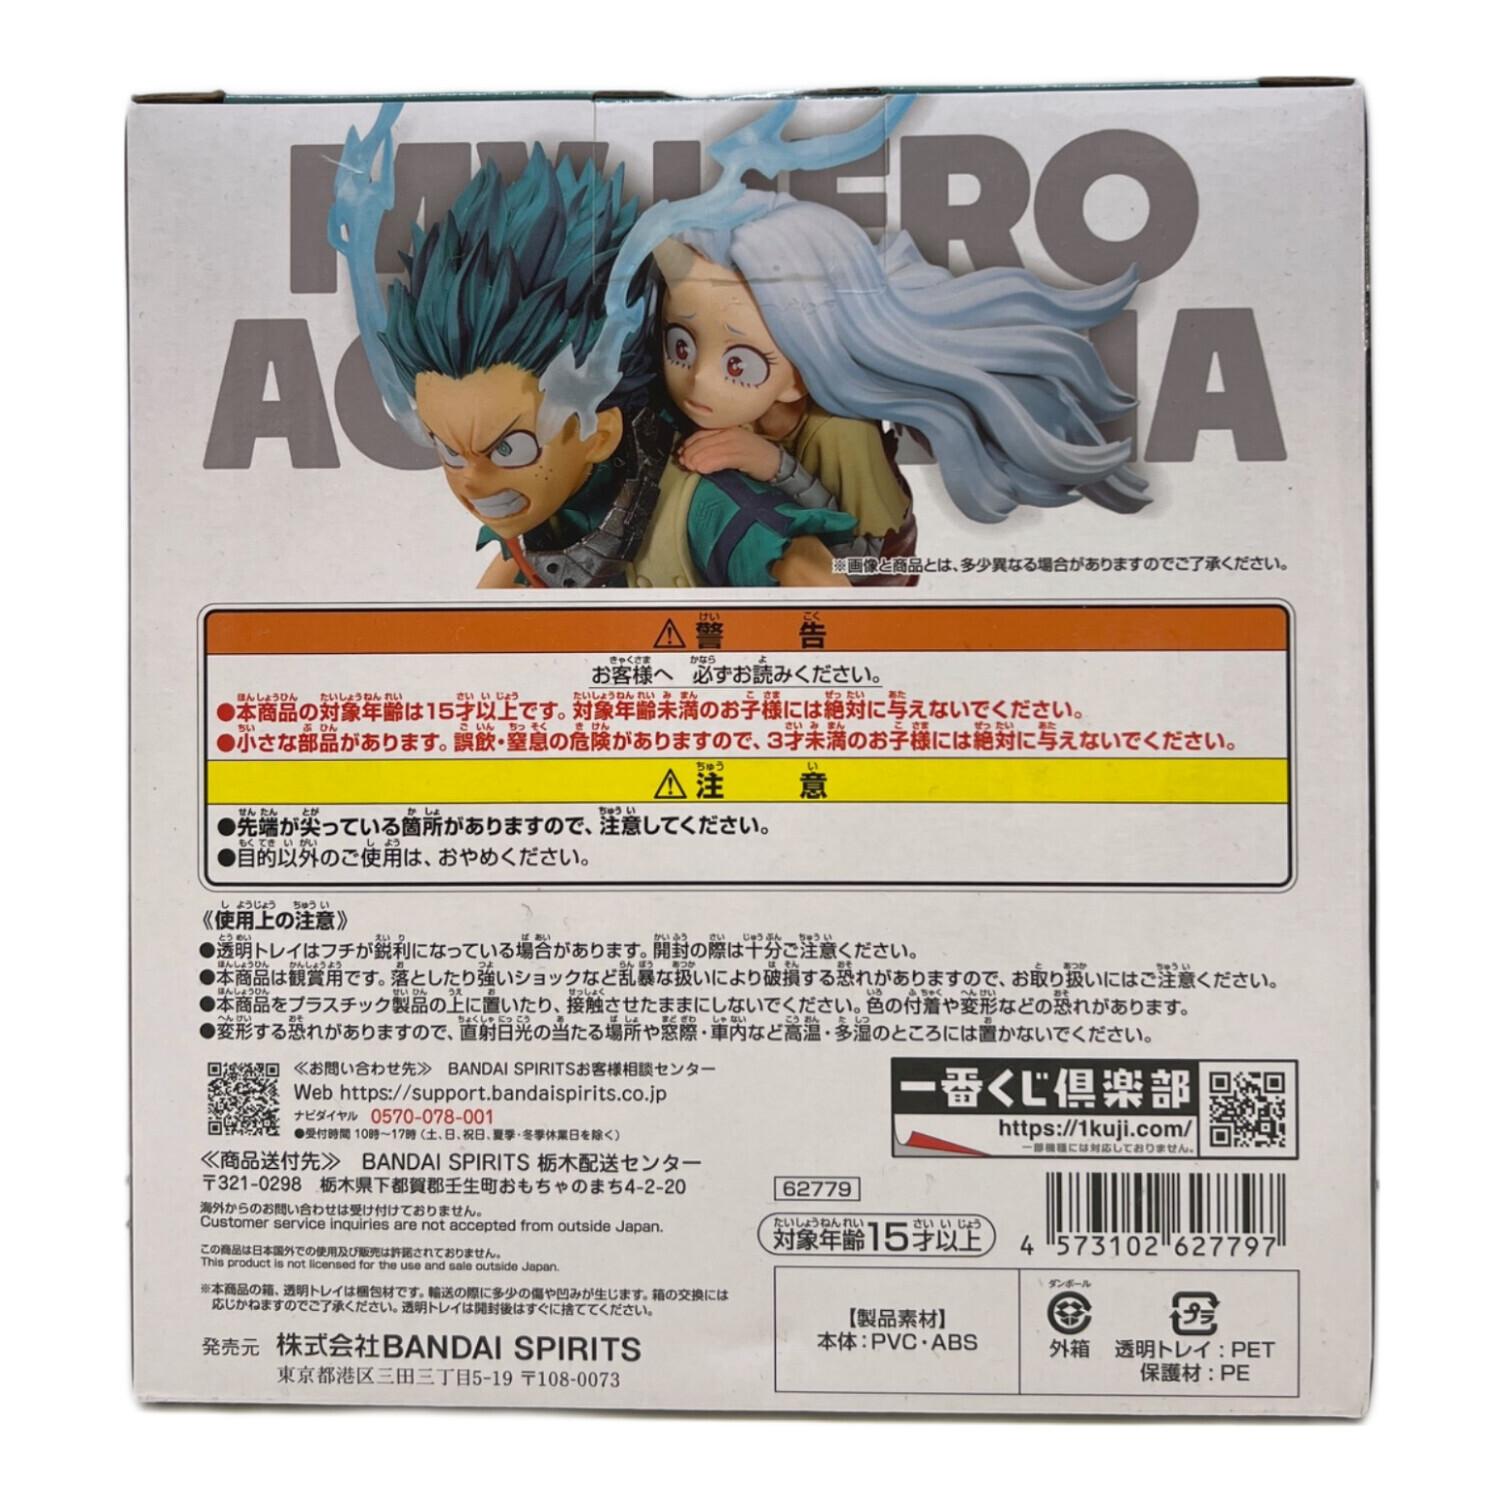 MY HERO
ACADEMIA
※画像と商品とは、多少異なる場合がありますのでご了承ください。
⚠警告
お客様へ 必ずお読みください。
●本商品の対象年齢は15才以上です。対象年齢未満のお子様には絶対に与えないでください。
●小さな部品があります。誤飲・窒息の危険がありますので、3才未満のお子様には絶対に与えないでください。
⚠注意
●先端が尖っている箇所がありますので、注意してください。
●目的以外のご使用は、おやめください。
《使用上の注意》
●透明トレイはフチが鋭利になっている場合があります。開封の際は十分ご注意ください。
●本商品は観賞用です。落としたり強いショックなど乱暴な扱いにより破損する恐れがありますので、お取り扱いにはご注意ください。
●本商品をプラスチック製品の上に置いたり、接触させたままにしないでください。色の付着や変形などの恐れがあります。
●変形する恐れがありますので、直射日光の当たる場所や窓際・車内など高温・多湿のところには置かないでください。
≪お問い合わせ先≫ BANDAI SPIRITSお客様相談センター
Web https://support.bandaispirits.co.jp
ナビダイヤル 0570-078-001
●受付時間 10時～17時(土、日、祝日、夏季・冬季休業日を除く)
≪商品送付先≫ BANDAI SPIRITS 栃木配送センター
〒321-0298 栃木県下都賀郡壬生町おもちゃのまち4-2-20
海外からのお問い合わせは受け付けておりません。
Customer service inquiries are not accepted from outside Japan.
この商品は日本国外での使用及び販売は許諾されておりません。
This product is not licensed for the use and sale outside Japan.
※本商品の箱、透明トレイは梱包材です。輸送の際に多少の傷や凹みが生じます。箱の交換には
応じかねますのでご了承ください。透明トレイは開封後はすぐに捨ててください。
発売元 株式会社BANDAI SPIRITS
東京都港区三田三丁目5-19 〒108-0073
一番くじ倶楽部
https://1kuji.com/
一部機種には対応しておりません。
62779
対象年齢15才以上
4 573102 627797
【製品素材】
本体:PVC・ABS
ダンボール
外箱
プラ
透明トレイ:PET
保護材:PE